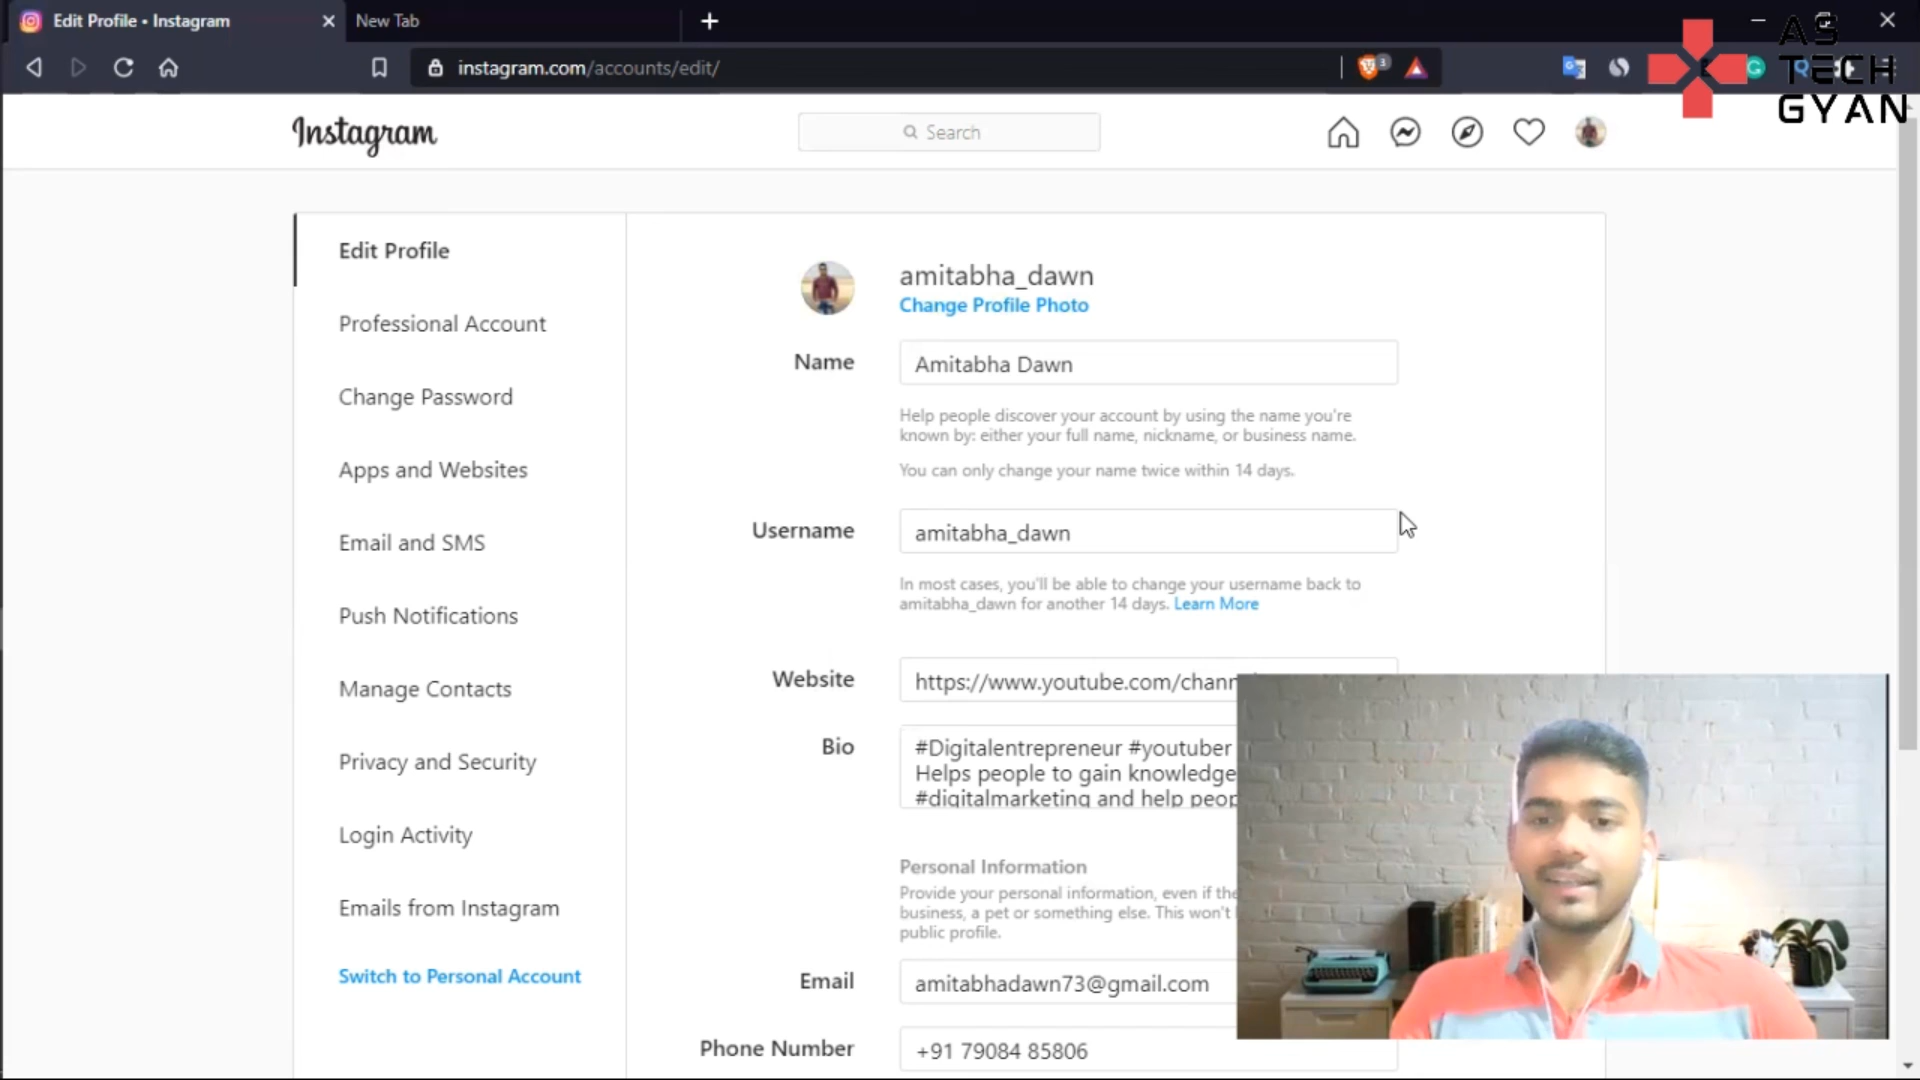 Edit Profile • Instagram
New Tab
instagram.com/accounts/edit/
3
AS
TECH
GYAN
Instagram
Search
Edit Profile
Professional Account
Change Password
Apps and Websites
Email and SMS
Push Notifications
Manage Contacts
Privacy and Security
Login Activity
Emails from Instagram
Switch to Personal Account
amitabha_dawn
Change Profile Photo
Name
Amitabha Dawn
Help people discover your account by using the name you're
known by: either your full name, nickname, or business name.
You can only change your name twice within 14 days.
Username
amitabha_dawn
In most cases, you'll be able to change your username back to
amitabha_dawn for another 14 days. Learn More
Website
https://www.youtube.com/chann
Bio
#Digitalentrepreneur #youtuber
Helps people to gain knowledge
#digitalmarketing and help peop
Personal Information
Provide your personal information, even if the
business, a pet or something else. This won't
public profile.
Email
amitabhadawn73@gmail.com
Phone Number
+91 79084 85806